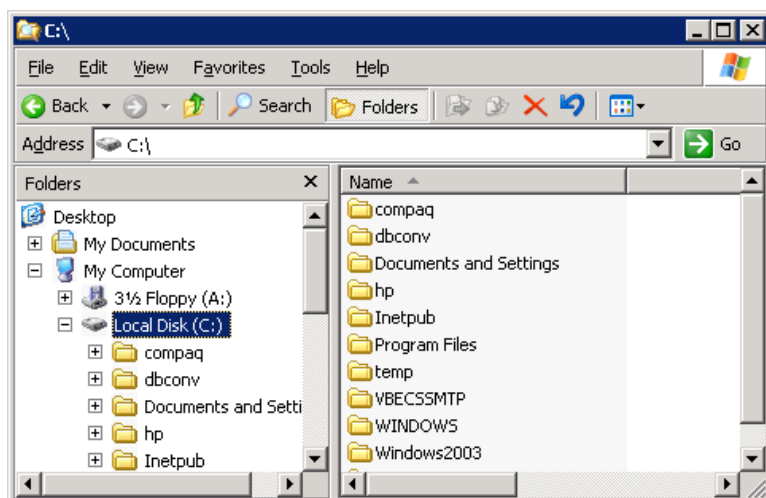 C:\
File Edit View Favorites Tools Help
Back Search Folders
Address C:\ Go
Folders x
Desktop
My Documents
My Computer
3½ Floppy (A:)
Local Disk (C:)
compaq
dbconv
Documents and Setti
hp
Inetpub
Name
compaq
dbconv
Documents and Settings
hp
Inetpub
Program Files
temp
VBECSSMTP
WINDOWS
Windows2003